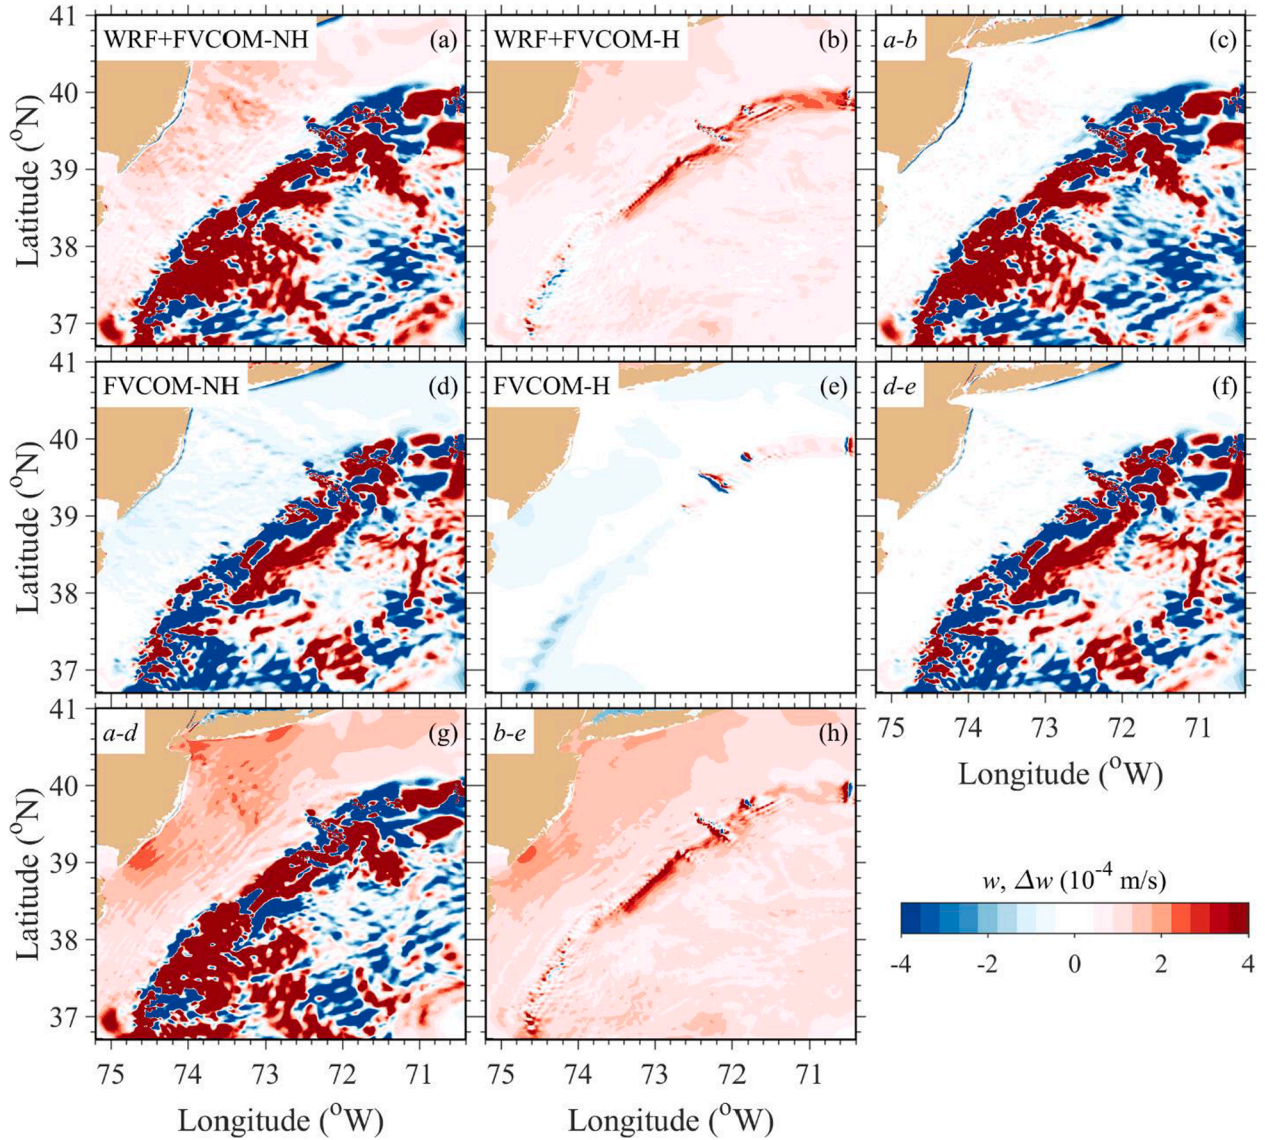 WRF+FVCOM-NH (a)
WRF+FVCOM-H (b)
a-b (c)
41
40
39
38
37
Latitude (°N)
FVCOM-NH (d)
FVCOM-H (e)
d-e (f)
41
40
39
38
37
Latitude (°N)
75 74 73 72 71
Longitude (°W)
a-d (g)
b-e (h)
41
40
39
38
37
Latitude (°N)
75 74 73 72 71
Longitude (°W)
75 74 73 72 71
Longitude (°W)
w, Δw (10⁻⁴ m/s)
-4 -2 0 2 4